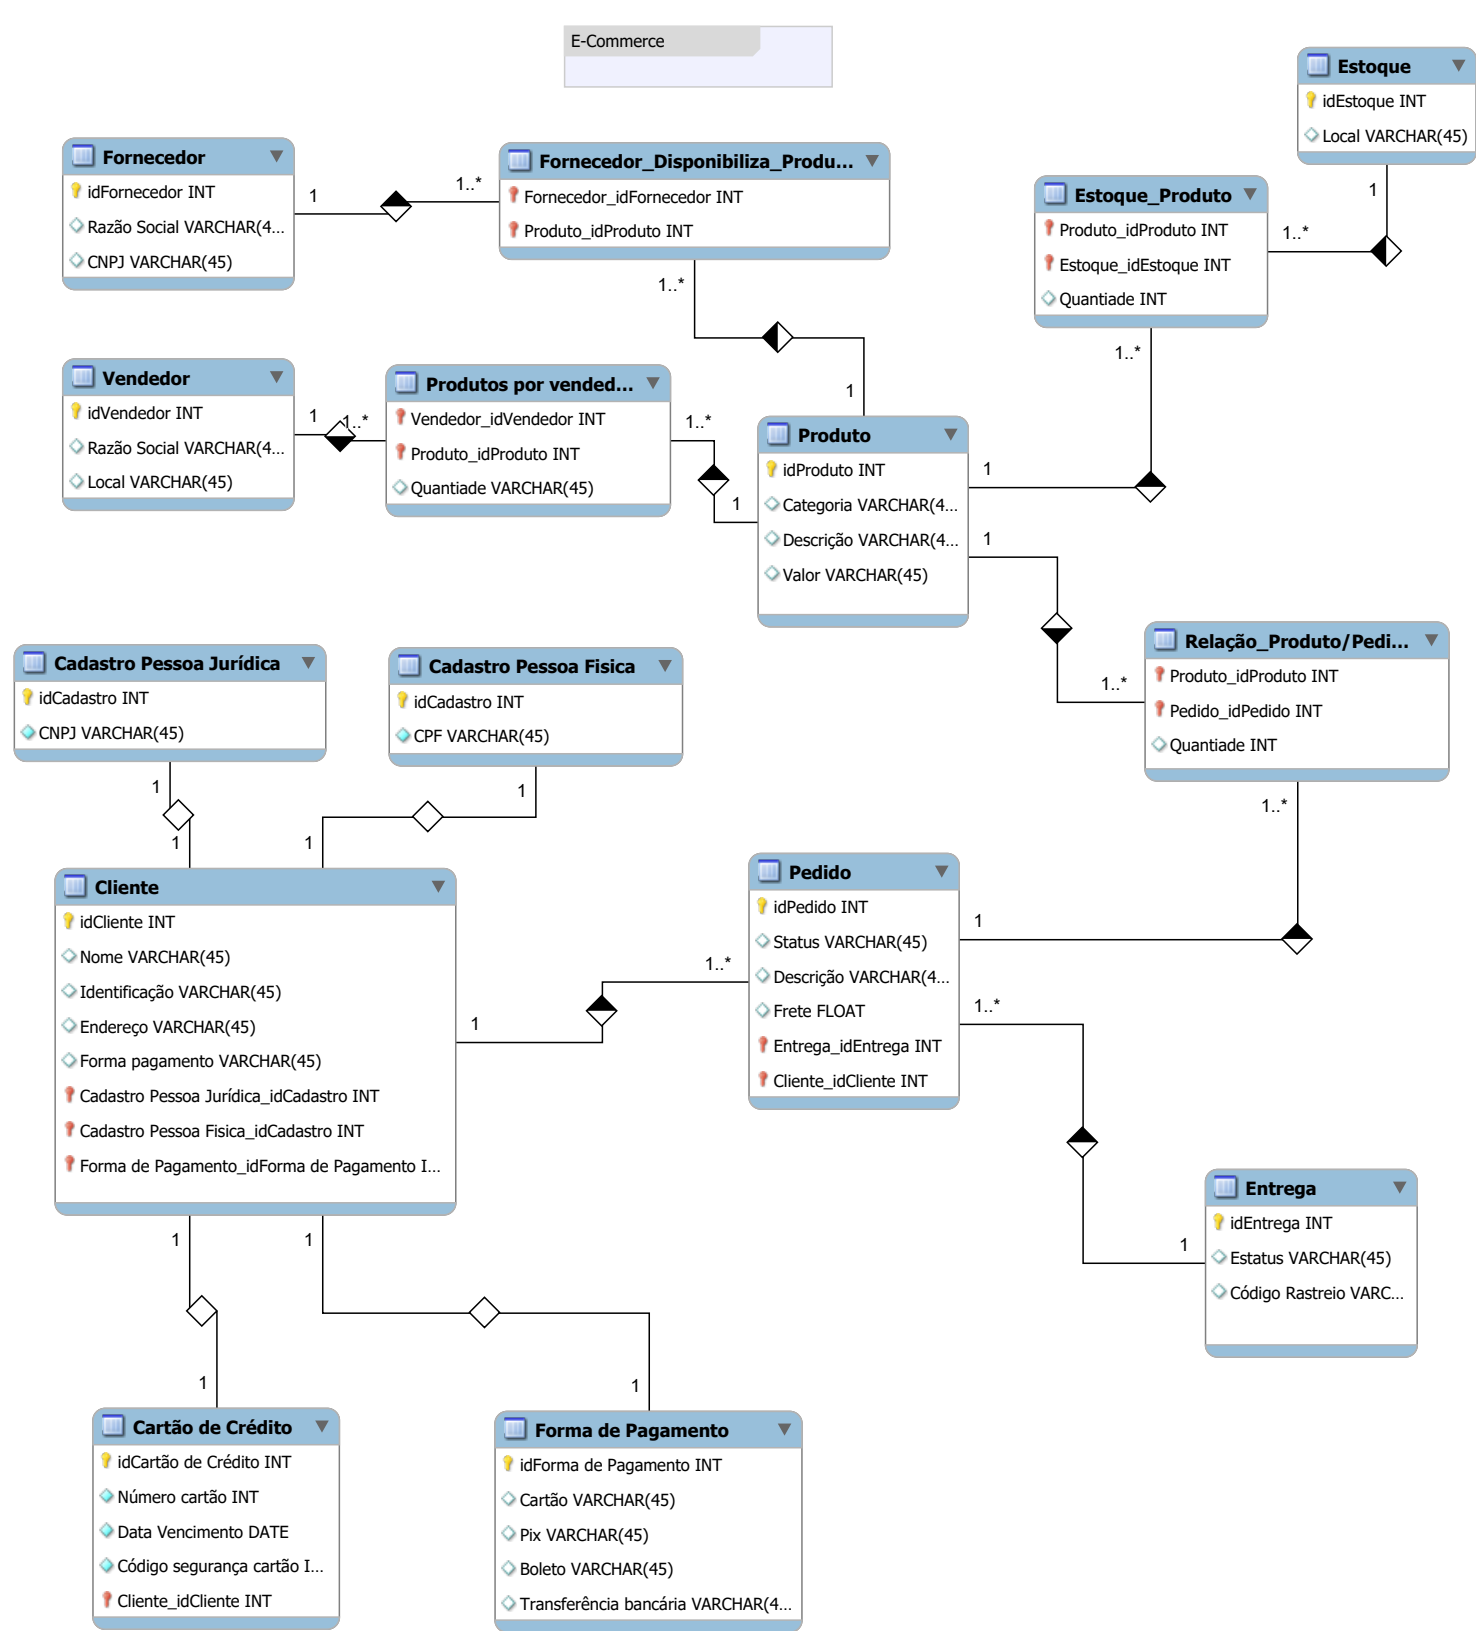 E-Commerce
Estoque
idEstoque INT
Local VARCHAR(45)
1
1..*
Fornecedor
idFornecedor INT
Razão Social VARCHAR(4...
CNPJ VARCHAR(45)
1
1..*
Fornecedor_Disponibiliza_Produ...
Fornecedor_idFornecedor INT
Produto_idProduto INT
1..*
1
Estoque_Produto
Produto_idProduto INT
Estoque_idEstoque INT
Quantiade INT
1..*
1
Vendedor
idVendedor INT
Razão Social VARCHAR(4...
Local VARCHAR(45)
1
1..*
Produtos por vended...
Vendedor_idVendedor INT
Produto_idProduto INT
Quantiade VARCHAR(45)
1..*
1
Produto
idProduto INT
Categoria VARCHAR(4...
Descrição VARCHAR(4...
Valor VARCHAR(45)
1
1..*
Relação_Produto/Pedi...
Produto_idProduto INT
Pedido_idPedido INT
Quantiade INT
1..*
1
Cadastro Pessoa Jurídica
idCadastro INT
CNPJ VARCHAR(45)
1
1
Cadastro Pessoa Fisica
idCadastro INT
CPF VARCHAR(45)
1
1
Cliente
idCliente INT
Nome VARCHAR(45)
Identificação VARCHAR(45)
Endereço VARCHAR(45)
Forma pagamento VARCHAR(45)
Cadastro Pessoa Jurídica_idCadastro INT
Cadastro Pessoa Fisica_idCadastro INT
Forma de Pagamento_idForma de Pagamento I...
1
1..*
Pedido
idPedido INT
Status VARCHAR(45)
Descrição VARCHAR(4...
Frete FLOAT
Entrega_idEntrega INT
Cliente_idCliente INT
1..*
1
Entrega
idEntrega INT
Estatus VARCHAR(45)
Código Rastreio VARC...
1
1
1
1
Cartão de Crédito
idCartão de Crédito INT
Número cartão INT
Data Vencimento DATE
Código segurança cartão I...
Cliente_idCliente INT
Forma de Pagamento
idForma de Pagamento INT
Cartão VARCHAR(45)
Pix VARCHAR(45)
Boleto VARCHAR(45)
Transferência bancária VARCHAR(4...